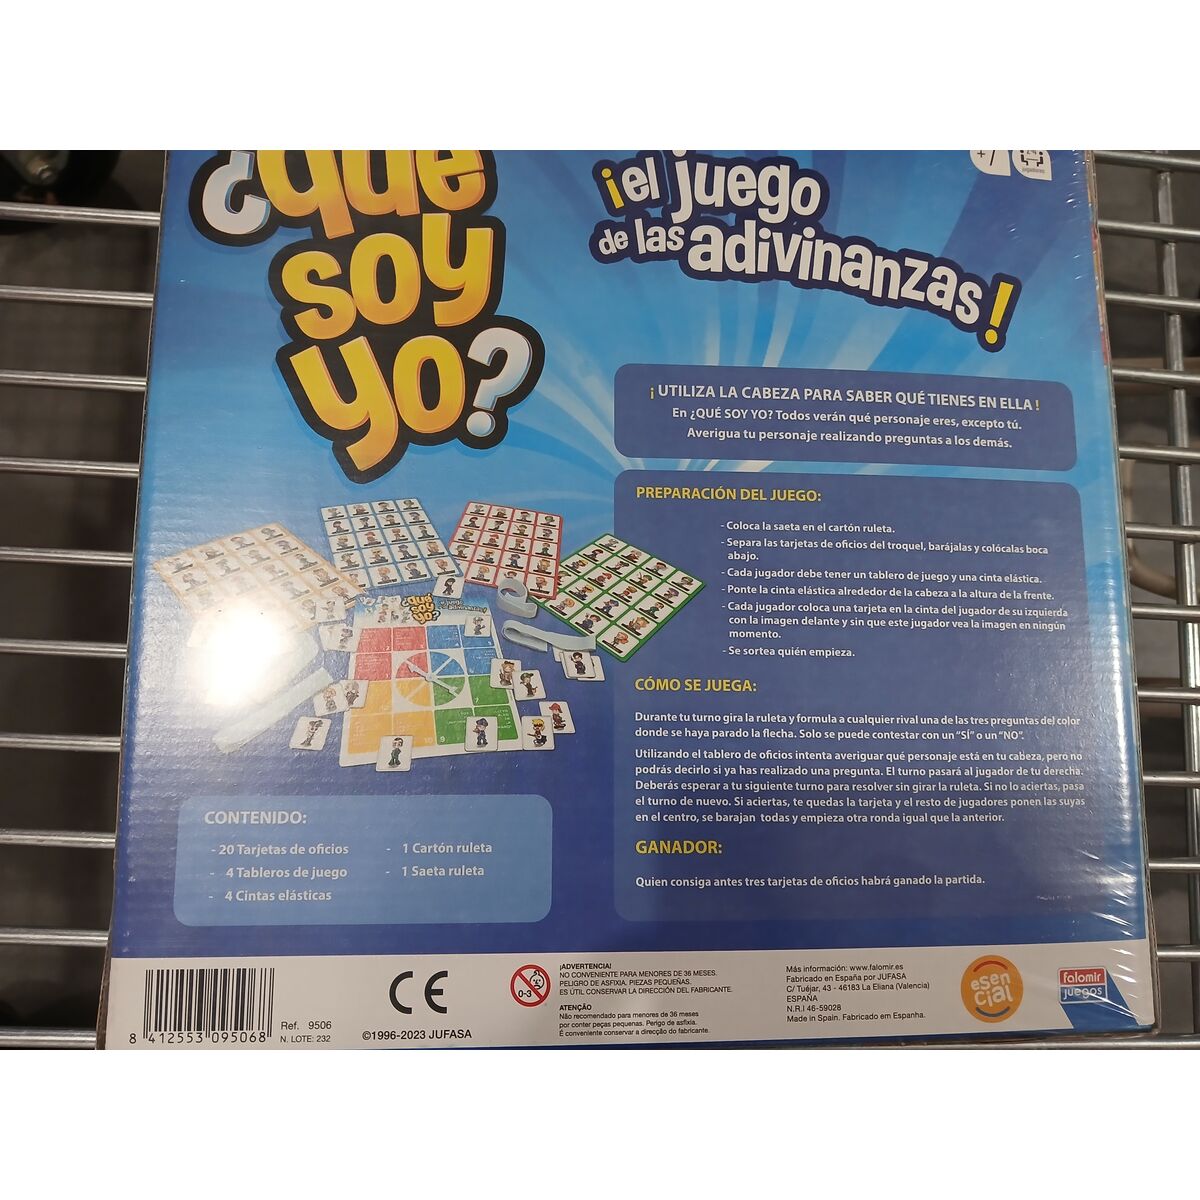 ¿QUÉ
SOY
YO?
¡el juego
de las adivinanzas!
+7
jugadores
¡UTILIZA LA CABEZA PARA SABER QUÉ TIENES EN ELLA!
En ¿QUÉ SOY YO? Todos verán qué personaje eres, excepto tú.
Averigua tu personaje realizando preguntas a los demás.
PREPARACIÓN DEL JUEGO:
- Coloca la saeta en el cartón ruleta.
- Separa las tarjetas de oficios del troquel, barájalas y colócalas boca
abajo.
- Cada jugador debe tener un tablero de juego y una cinta elástica.
- Ponte la cinta elástica alrededor de la cabeza a la altura de la frente.
- Cada jugador coloca una tarjeta en la cinta del jugador de su izquierda
con la imagen delante y sin que este jugador vea la imagen en ningún
momento.
- Se sortea quién empieza.
CÓMO SE JUEGA:
Durante tu turno gira la ruleta y formula a cualquier rival una de las tres preguntas del color
donde se haya parado la flecha. Solo se puede contestar con un "SÍ" o un "NO".
Utilizando el tablero de oficios intenta averiguar qué personaje está en tu cabeza, pero no
podrás decirlo si ya has realizado una pregunta. El turno pasará al jugador de tu derecha.
Deberás esperar a tu siguiente turno para resolver sin girar la ruleta. Si no lo aciertas, pasa
el turno de nuevo. Si aciertas, te quedas la tarjeta y el resto de jugadores ponen las suyas
en el centro, se barajan todas y empieza otra ronda igual que la anterior.
GANADOR:
Quien consiga antes tres tarjetas de oficios habrá ganado la partida.
¿QUÉ
SOY
YO?
CONTENIDO:
- 20 Tarjetas de oficios
- 4 Tableros de juego
- 4 Cintas elásticas
- 1 Cartón ruleta
- 1 Saeta ruleta
8 412553 095068
Ref. 9506
N. LOTE: 232
CE
©1996-2023 JUFASA
0-3
¡ADVERTENCIA!
NO CONVENIENTE PARA MENORES DE 36 MESES.
PELIGRO DE ASFIXIA. PIEZAS PEQUEÑAS.
ES ÚTIL CONSERVAR LA DIRECCIÓN DEL FABRICANTE.
ATENÇÃO
Não recomendado para menores de 36 meses
por conter peças pequenas. Perigo de asfixia.
É conveniente conservar a direcção do fabricante.
Más información: www.falomir.es
Fabricado en España por JUFASA
C/ Tuéjar, 43 - 46183 La Eliana (Valencia)
ESPAÑA
N.R.I 46-59028
Made in Spain. Fabricado em Espanha.
esen
cial
falomir
juegos